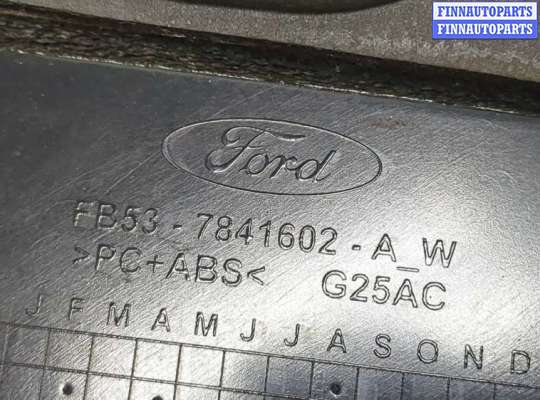 FINNAUTOPARTS
FINNAUTOPARTS
Ford
FB53-7841602-A_W
>PC+ABS< G25AC
J F M A M J J A S O N D